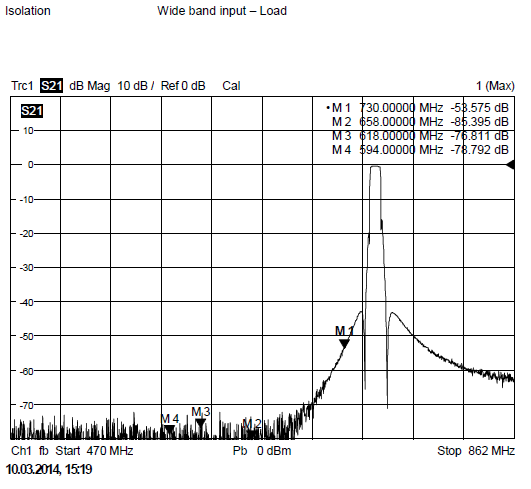 Isolation Wide band input – Load
Trc1 S21 dB Mag 10 dB / Ref 0 dB Cal 1 (Max)
S21
•M 1 730.00000 MHz -53.575 dB
M 2 658.00000 MHz -85.395 dB
M 3 618.00000 MHz -76.811 dB
M 4 594.00000 MHz -78.792 dB
10
0
-10
-20
-30
-40
-50
-60
-70
M 1
M 4
M 3
M 2
Ch1 fb Start 470 MHz Pb 0 dBm Stop 862 MHz
10.03.2014, 15:19